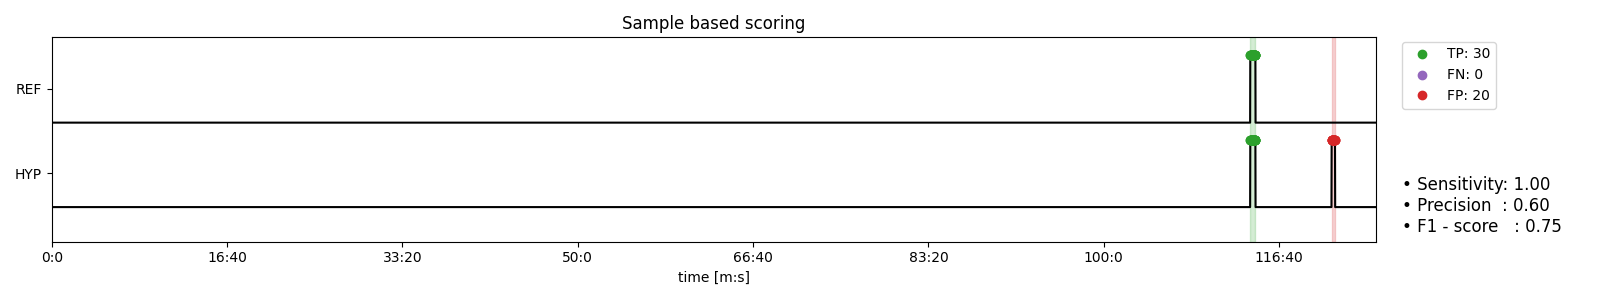 Sample based scoring
REF
HYP
0:0
16:40
33:20
50:0
66:40
83:20
100:0
116:40
time [m:s]
TP: 30
FN: 0
FP: 20
• Sensitivity: 1.00
• Precision : 0.60
• F1 - score : 0.75